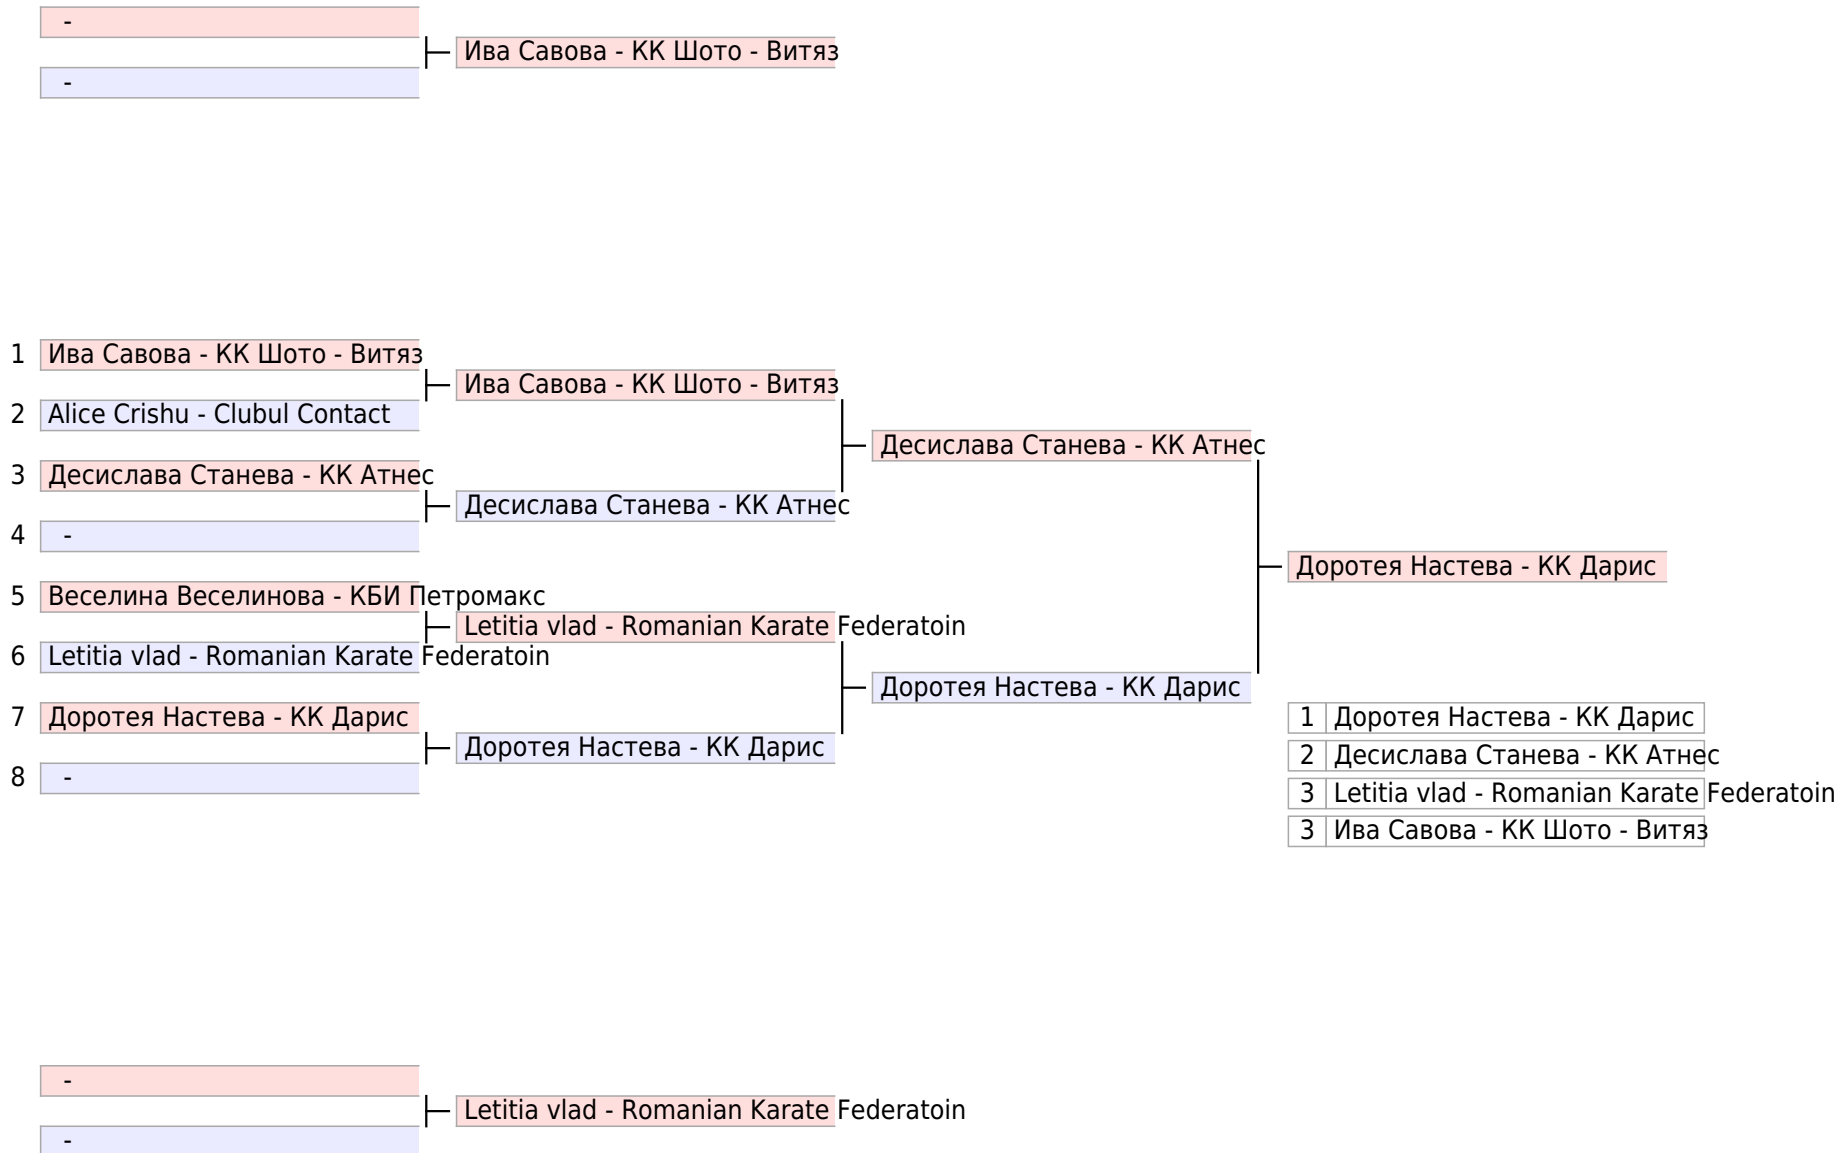 -
Ива Савова - КК Шото - Витяз
-
1 Ива Савова - КК Шото - Витяз
Ива Савова - КК Шото - Витяз
2 Alice Crishu - Clubul Contact
Десислава Станева - КК Атнес
3 Десислава Станева - КК Атнес
Десислава Станева - КК Атнес
4 -
Доротея Настева - КК Дарис
5 Веселина Веселинова - КБИ Петромакс
Letitia vlad - Romanian Karate Federatoin
6 Letitia vlad - Romanian Karate Federatoin
Доротея Настева - КК Дарис
7 Доротея Настева - КК Дарис
Доротея Настева - КК Дарис
8 -
1 Доротея Настева - КК Дарис
2 Десислава Станева - КК Атнес
3 Letitia vlad - Romanian Karate Federatoin
3 Ива Савова - КК Шото - Витяз
-
Letitia vlad - Romanian Karate Federatoin
-